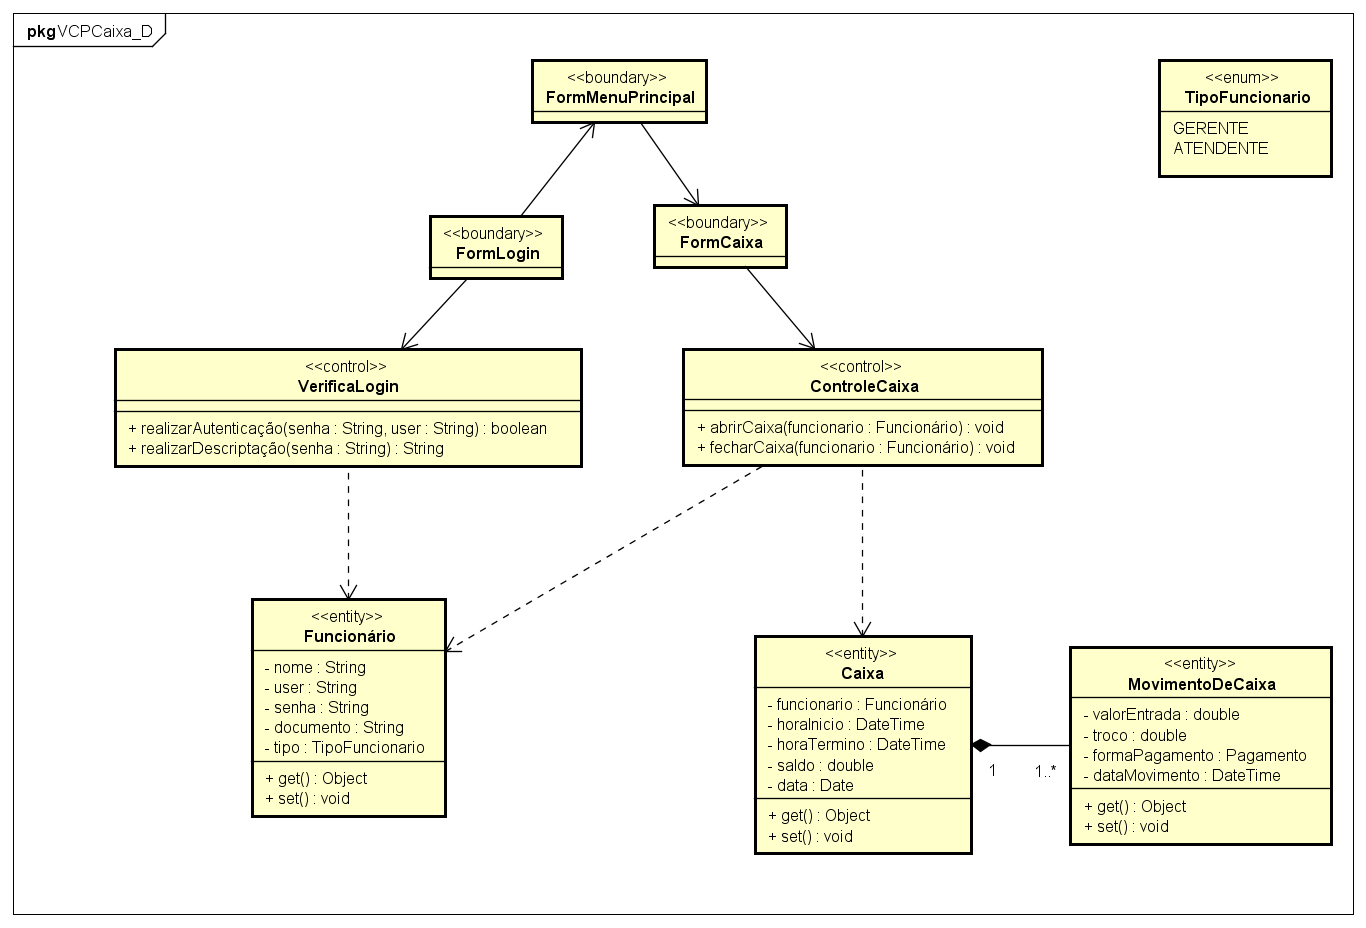 pkg VCPCaixa_D
<<boundary>>
FormMenuPrincipal
<<enum>>
TipoFuncionario
GERENTE
ATENDENTE
<<boundary>>
FormLogin
<<boundary>>
FormCaixa
<<control>>
VerificaLogin
+ realizarAutenticação(senha : String, user : String) : boolean
+ realizarDescriptação(senha : String) : String
<<control>>
ControleCaixa
+ abrirCaixa(funcionario : Funcionário) : void
+ fecharCaixa(funcionario : Funcionário) : void
<<entity>>
Funcionário
- nome : String
- user : String
- senha : String
- documento : String
- tipo : TipoFuncionario
+ get() : Object
+ set() : void
<<entity>>
Caixa
- funcionario : Funcionário
- horaInicio : DateTime
- horaTermino : DateTime
- saldo : double
- data : Date
+ get() : Object
+ set() : void
1
1..*
<<entity>>
MovimentoDeCaixa
- valorEntrada : double
- troco : double
- formaPagamento : Pagamento
- dataMovimento : DateTime
+ get() : Object
+ set() : void